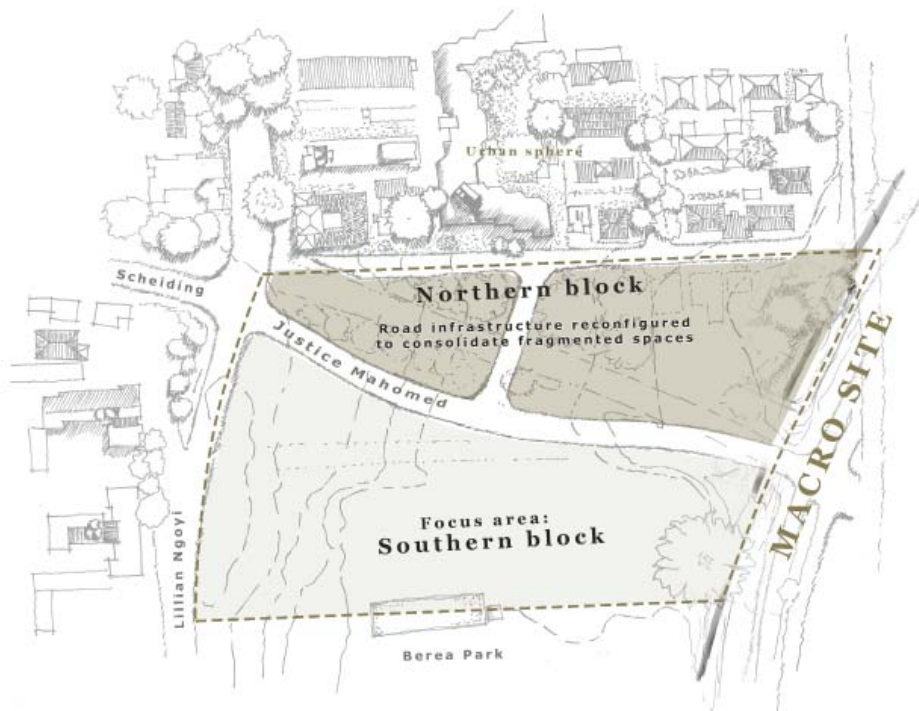 Urban sphere
Scheiding
Northern block
Road infrastructure reconfigured
to consolidate fragmented spaces
Justice Mahomed
MACRO SITE
Focus area:
Southern block
Lillian Ngoyi
Berea Park